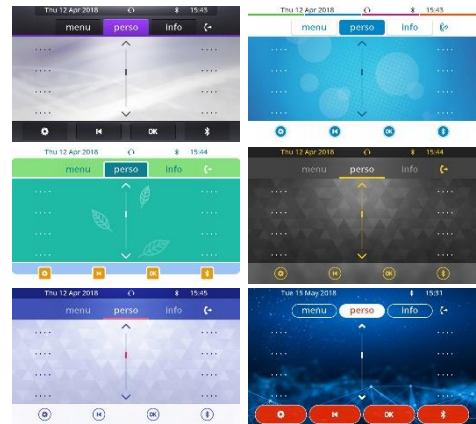 Thu 12 Apr 2018 15:43
menu perso info
OK
Thu 12 Apr 2018 15:43
menu perso info
OK
Thu 12 Apr 2018 15:44
menu perso info
OK
Thu 12 Apr 2018 15:44
menu perso info
OK
Thu 12 Apr 2018 15:45
menu perso info
OK
Tue 15 May 2018 15:31
menu perso info
OK